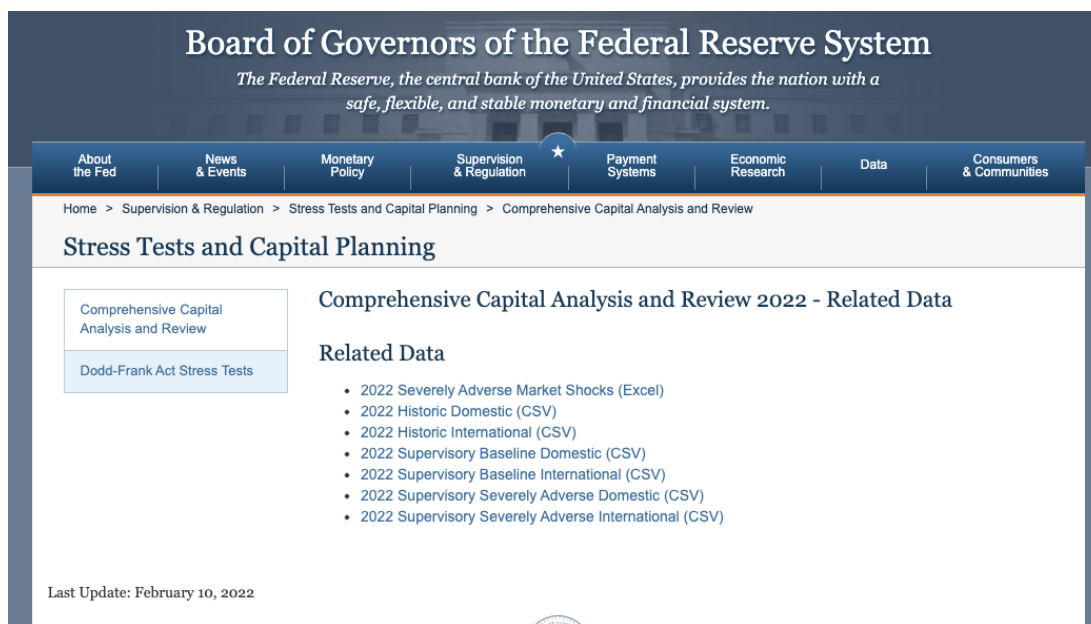 Board of Governors of the Federal Reserve System
The Federal Reserve, the central bank of the United States, provides the nation with a
safe, flexible, and stable monetary and financial system.
About
the Fed
News
& Events
Monetary
Policy
Supervision
& Regulation
Payment
Systems
Economic
Research
Data
Consumers
& Communities
Home > Supervision & Regulation > Stress Tests and Capital Planning > Comprehensive Capital Analysis and Review
Stress Tests and Capital Planning
Comprehensive Capital
Analysis and Review
Dodd-Frank Act Stress Tests
Comprehensive Capital Analysis and Review 2022 - Related Data
Related Data
• 2022 Severely Adverse Market Shocks (Excel)
• 2022 Historic Domestic (CSV)
• 2022 Historic International (CSV)
• 2022 Supervisory Baseline Domestic (CSV)
• 2022 Supervisory Baseline International (CSV)
• 2022 Supervisory Severely Adverse Domestic (CSV)
• 2022 Supervisory Severely Adverse International (CSV)
Last Update: February 10, 2022